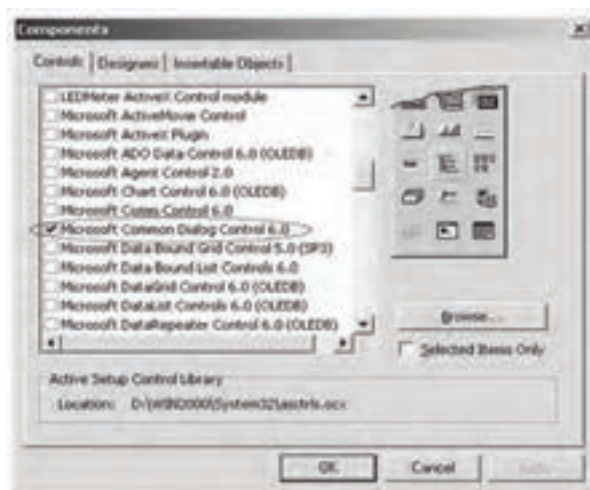 Components
Controls | Designers | Insertable Objects
LEDMeter ActiveX Control module
Microsoft ActiveMovie Control
Microsoft ActiveX Plugin
Microsoft ADO Data Control 6.0 (OLEDB)
Microsoft Agent Control 2.0
Microsoft Chart Control 6.0 (OLEDB)
Microsoft Comm Control 6.0
Microsoft Common Dialog Control 6.0
Microsoft Data Bound Grid Control 5.0 (SP3)
Microsoft Data Bound List Controls 6.0
Microsoft DataGrid Control 6.0 (OLEDB)
Microsoft DataList Controls 6.0 (OLEDB)
Microsoft DataRepeater Control 6.0 (OLEDB)
Browse...
Selected Items Only
Active Setup Control Library
Location: D:\WIN2000\System32\asctrls.ocx
OK
Cancel
Apply